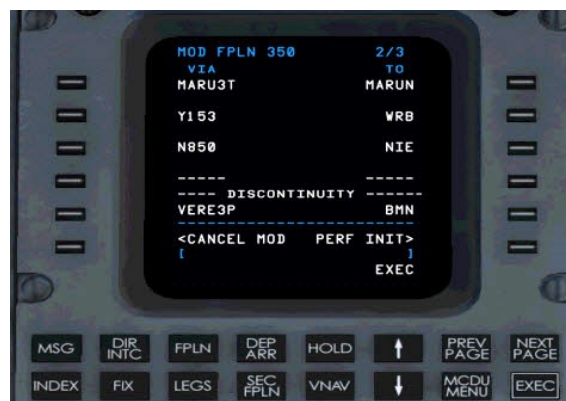 MOD FPLN 350 2/3
VIA TO
MARU3T MARUN
Y153 WRB
N850 NIE
----- -----
---- DISCONTINUITY ------
VERE3P BMN
------------------------
<CANCEL MOD PERF INIT>
[ ]
EXEC
MSG DIR INTC FPLN DEP ARR HOLD ↑ PREV PAGE NEXT PAGE
INDEX FIX LEGS SEC FPLN VNAV ↓ MCDU MENU EXEC